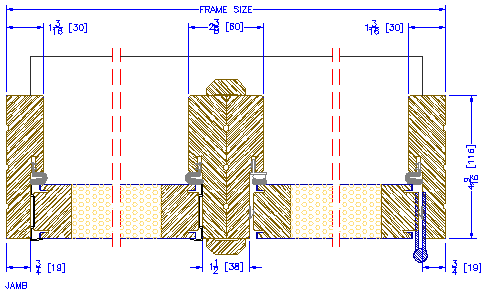 FRAME SIZE
1 3/16 [30]
2 3/8 [60]
1 3/16 [30]
4 9/16 [116]
3/4 [19]
1 1/2 [38]
3/4 [19]
JAMB